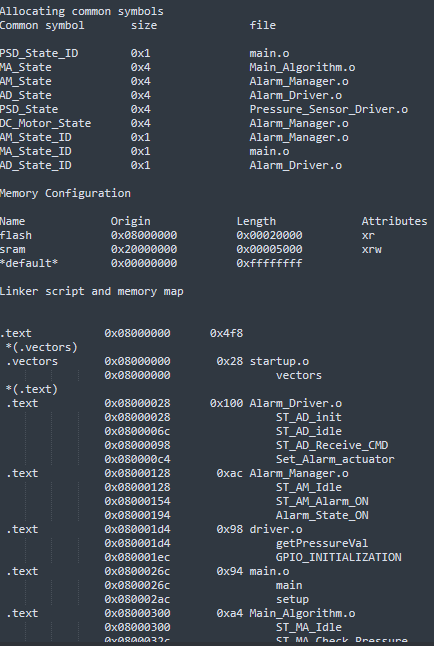 Allocating common symbols
Common symbol       size              file

PSD_State_ID        0x1               main.o
MA_State            0x4               Main_Algorithm.o
AM_State            0x4               Alarm_Manager.o
AD_State            0x4               Alarm_Driver.o
PSD_State           0x4               Pressure_Sensor_Driver.o
DC_Motor_State      0x4               Alarm_Manager.o
AM_State_ID         0x1               Alarm_Manager.o
MA_State_ID         0x1               main.o
AD_State_ID         0x1               Alarm_Driver.o

Memory Configuration

Name             Origin             Length             Attributes
flash            0x08000000         0x00020000         xr
sram             0x20000000         0x00005000         xrw
*default*        0x00000000         0xffffffff

Linker script and memory map


.text           0x08000000      0x4f8
 *(.vectors)
 .vectors       0x08000000       0x28 startup.o
                0x08000000                vectors
 *(.text)
 .text          0x08000028      0x100 Alarm_Driver.o
                0x08000028                ST_AD_init
                0x0800006c                ST_AD_idle
                0x08000098                ST_AD_Receive_CMD
                0x080000c4                Set_Alarm_actuator
 .text          0x08000128       0xac Alarm_Manager.o
                0x08000128                ST_AM_Idle
                0x08000154                ST_AM_Alarm_ON
                0x08000194                Alarm_State_ON
 .text          0x080001d4       0x98 driver.o
                0x080001d4                getPressureVal
                0x080001ec                GPIO_INITIALIZATION
 .text          0x0800026c       0x94 main.o
                0x0800026c                main
                0x080002ac                setup
 .text          0x08000300       0xa4 Main_Algorithm.o
                0x08000300                ST_MA_Idle
                0x0800032c                ST_MA_Check_Pressure